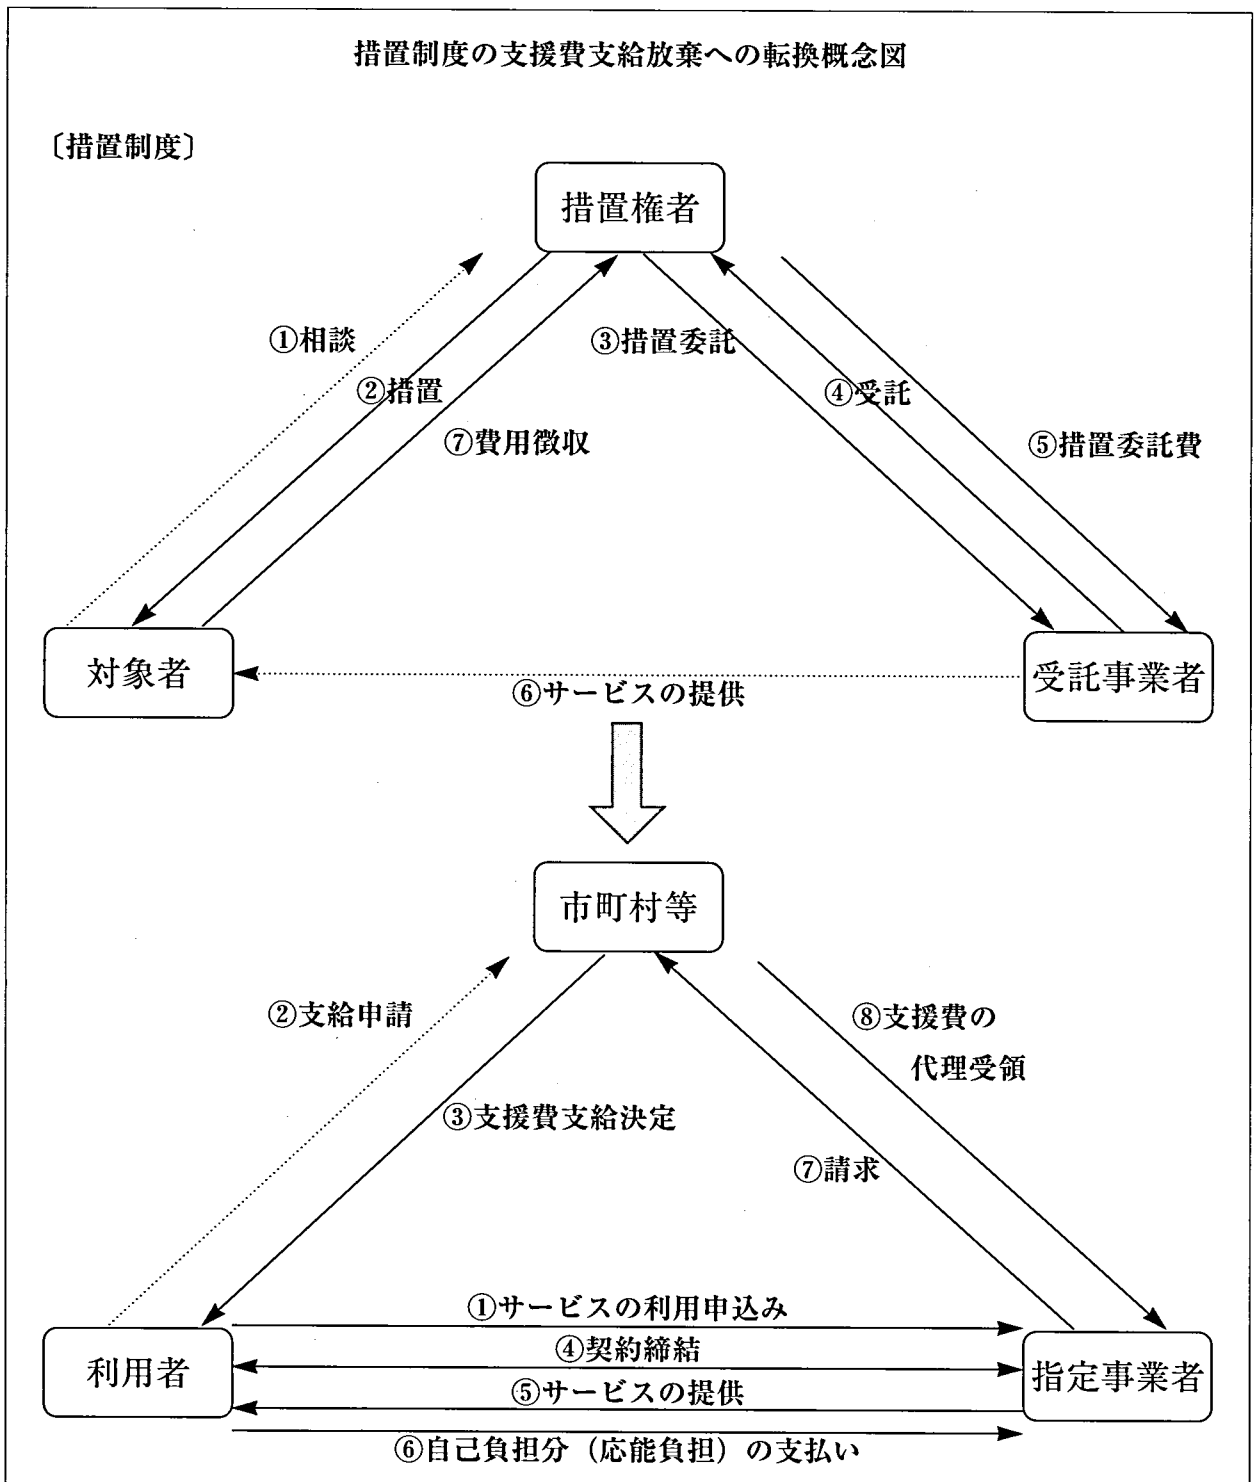 措置制度の支援費支給放棄への転換概念図
〔措置制度〕
措置権者
①相談
③措置委託
②措置
④受託
⑦費用徴収
⑤措置委託費
対象者
受託事業者
⑥サービスの提供
市町村等
②支給申請
⑧支援費の
代理受領
③支援費支給決定
⑦請求
①サービスの利用申込み
④契約締結
利用者
指定事業者
⑤サービスの提供
⑥自己負担分（応能負担）の支払い